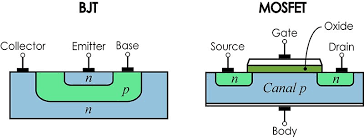 BJT
Collector
Emitter
Base
n
p
n
MOSFET
Oxide
Gate
Source
Drain
n
n
Canal p
Body